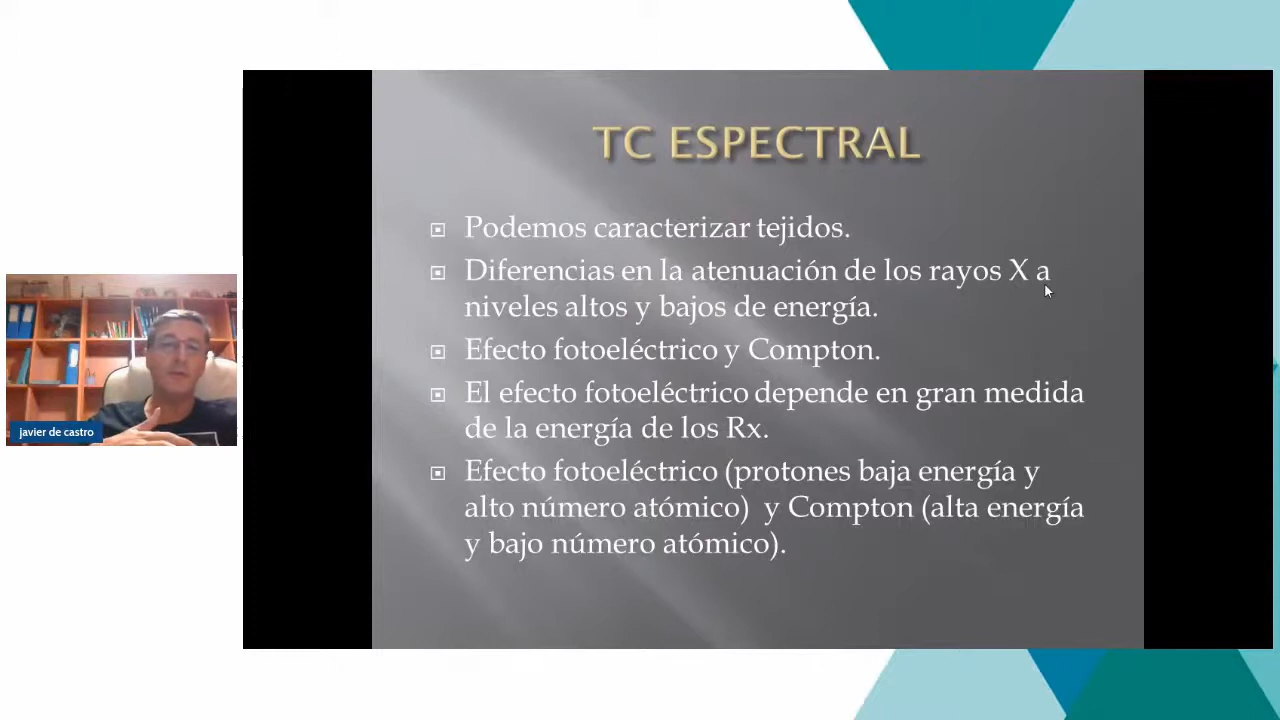 TC ESPECTRAL
Podemos caracterizar tejidos.
Diferencias en la atenuación de los rayos X a
niveles altos y bajos de energía.
Efecto fotoeléctrico y Compton.
El efecto fotoeléctrico depende en gran medida
de la energía de los Rx.
Efecto fotoeléctrico (protones baja energía y
alto número atómico)  y Compton (alta energía
y bajo número atómico).
javier de castro